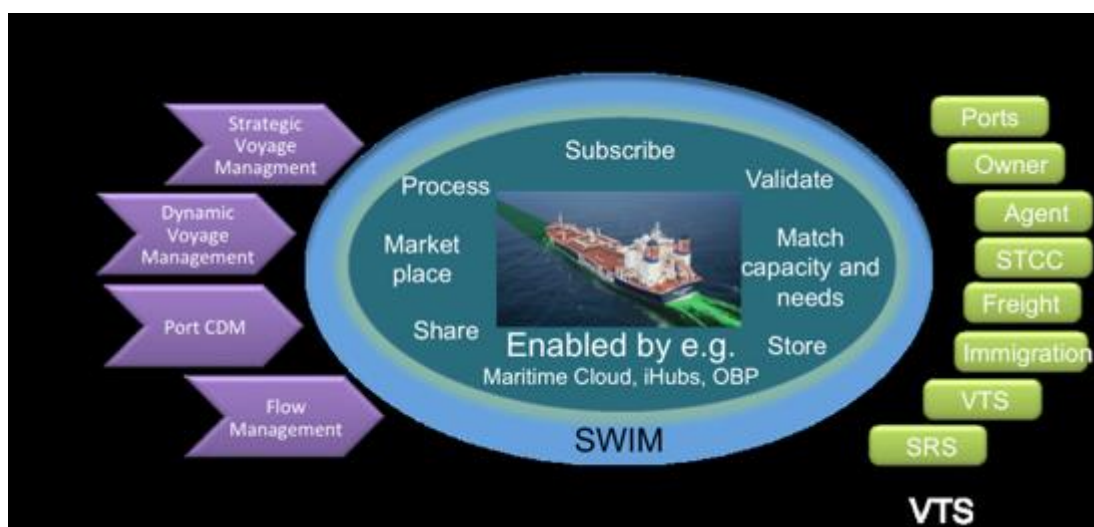 Strategic
Voyage
Managment
Dynamic
Voyage
Management
Port CDM
Flow
Management
Subscribe
Process
Validate
Market
place
Match
capacity and
needs
Share
Store
Enabled by e.g.
Maritime Cloud, iHubs, OBP
SWIM
Ports
Owner
Agent
STCC
Freight
Immigration
VTS
SRS
VTS